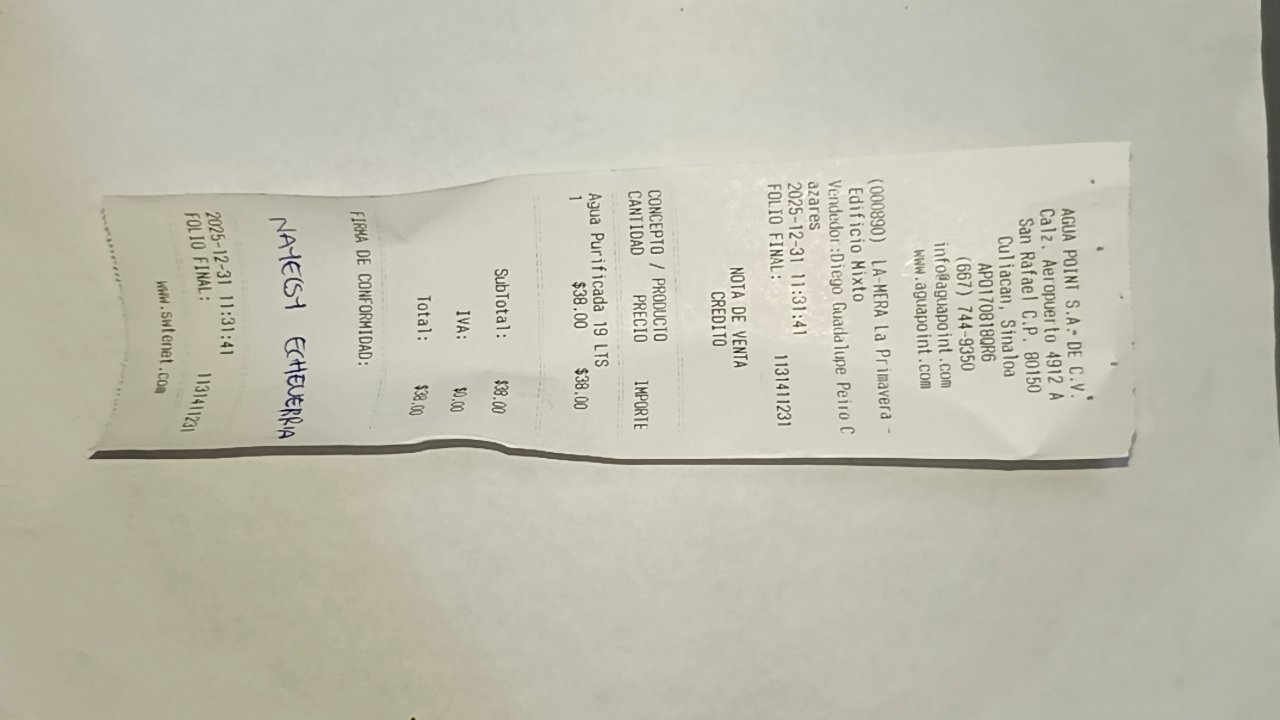 AGUA POINT S.A. DE C.V.
Calz. Aeropuerto 4912 A
San Rafael C.P. 80150
Culiacan, Sinaloa
APO170818QR6
(667) 744-9350
info@aguapoint.com
www.aguapoint.com
(000890) LA-MERA La Primavera -
Edificio Mixto
Vendedor:Diego Guadalupe Peiro C
azares
2025-12-31 11:31:41
FOLIO FINAL: 1131411231
NOTA DE VENTA
CREDITO
CONCEPTO / PRODUCTO
CANTIDAD PRECIO IMPORTE
Agua Purificada 19 LTS
1 $38.00 $38.00
SubTotal: $38.00
IVA: $0.00
Total: $38.00
FIRMA DE CONFORMIDAD:
NAYE(SY ECHEVERRIA
2025-12-31 11:31:41
FOLIO FINAL: 1131411231
www.swtenet.com